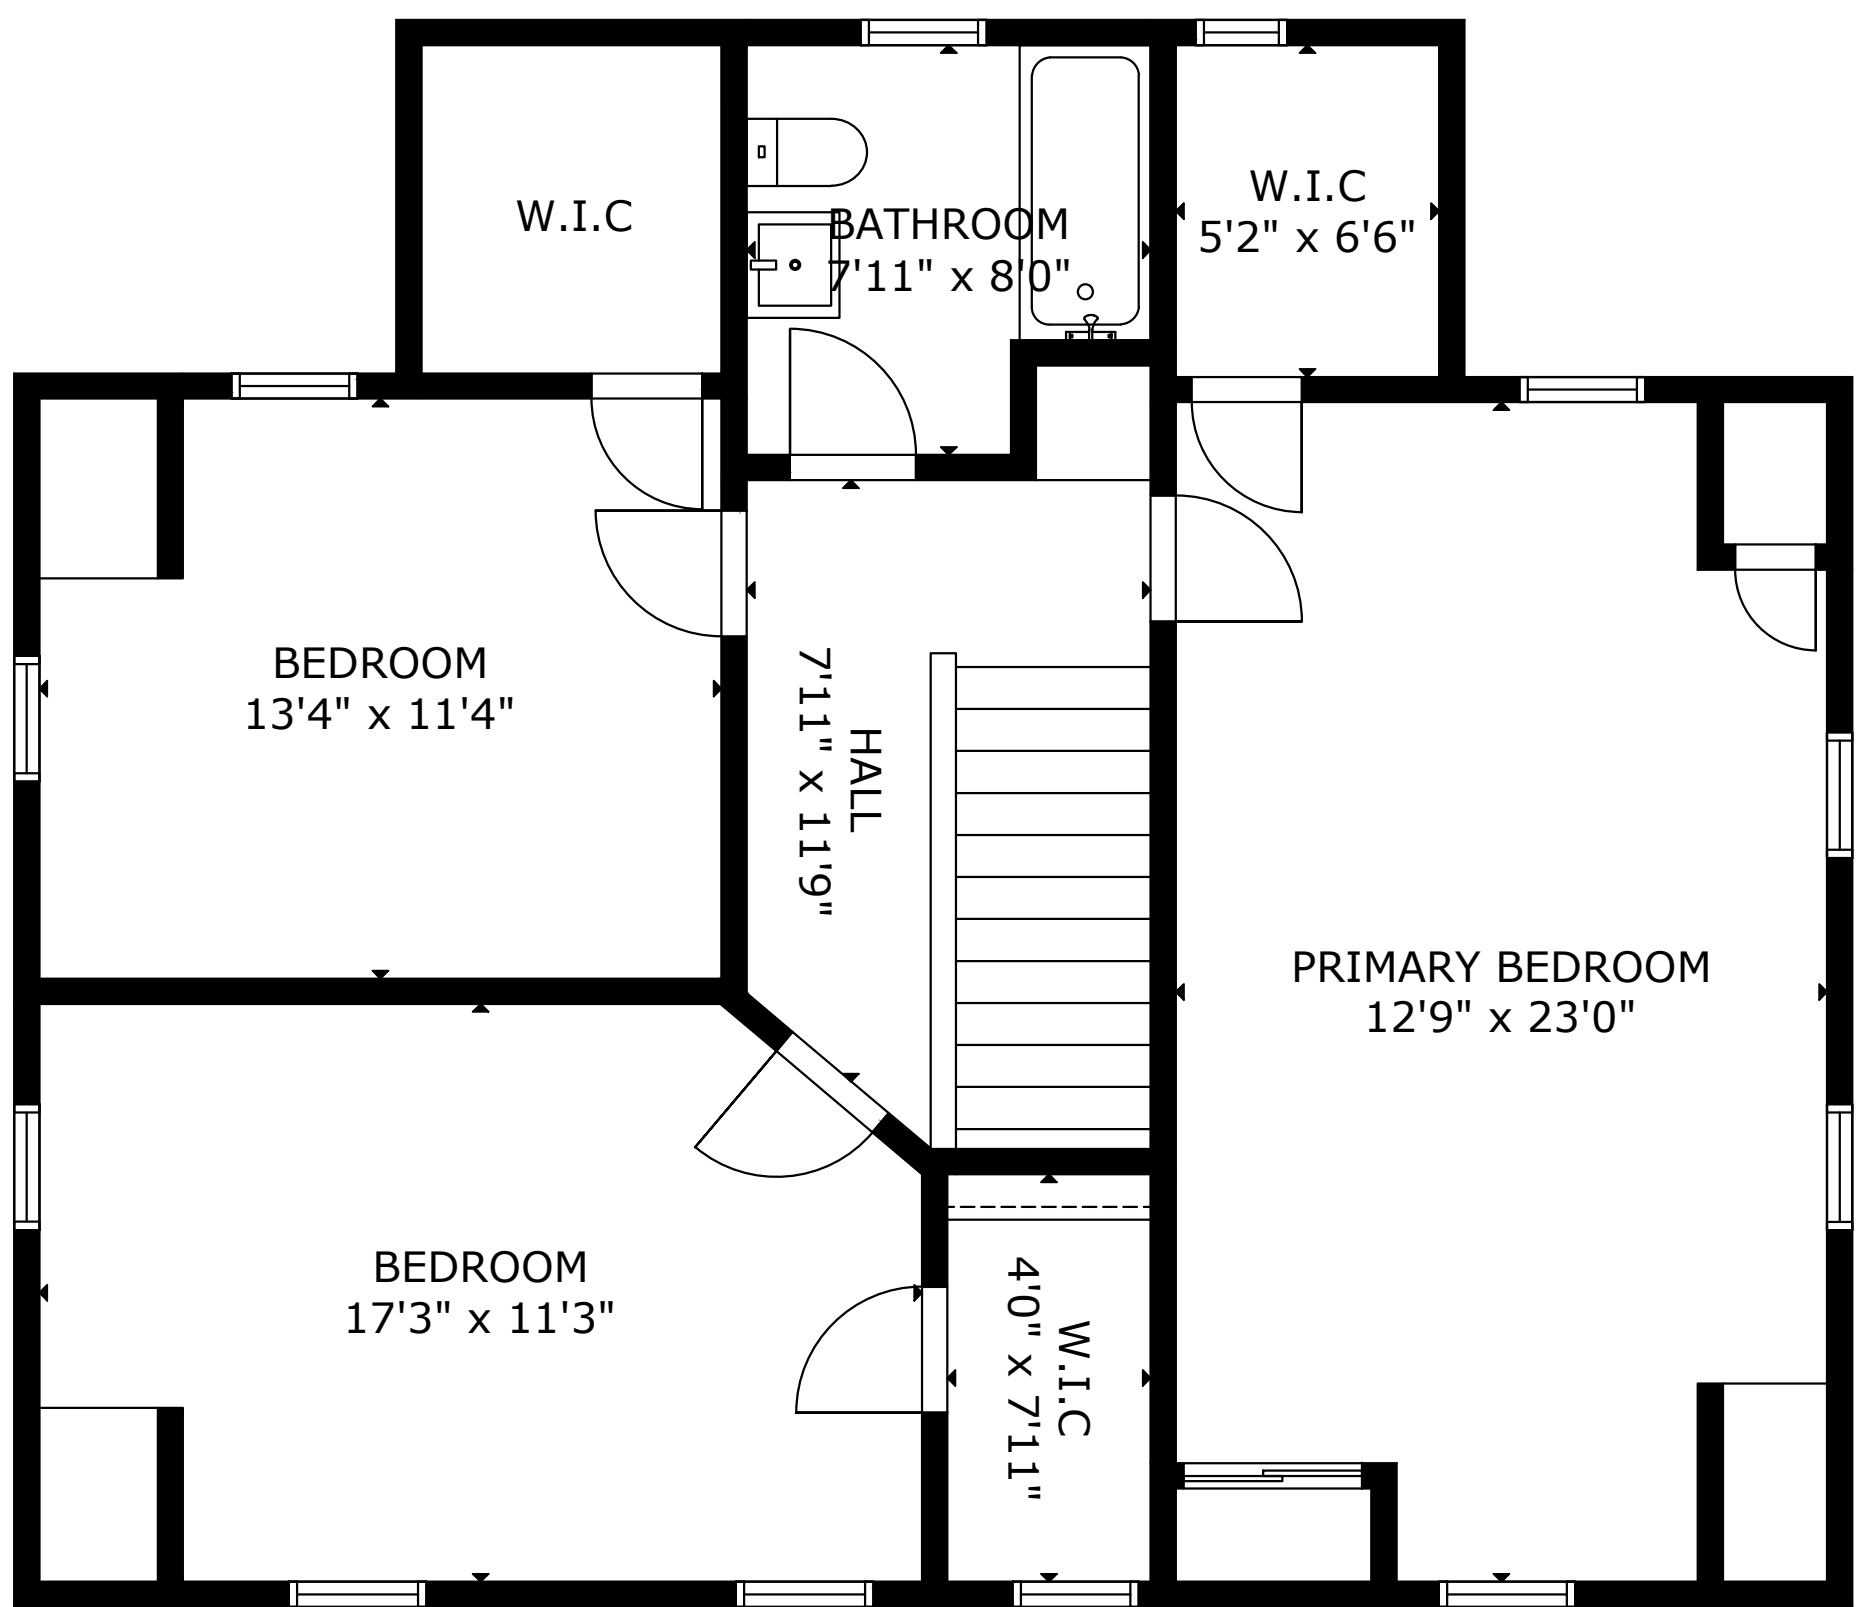 W.I.C
BATHROOM
7'11" x 8'0"
W.I.C
5'2" x 6'6"
BEDROOM
13'4" x 11'4"
HALL
7'11" x 11'9"
PRIMARY BEDROOM
12'9" x 23'0"
BEDROOM
17'3" x 11'3"
W.I.C
4'0" x 7'11"